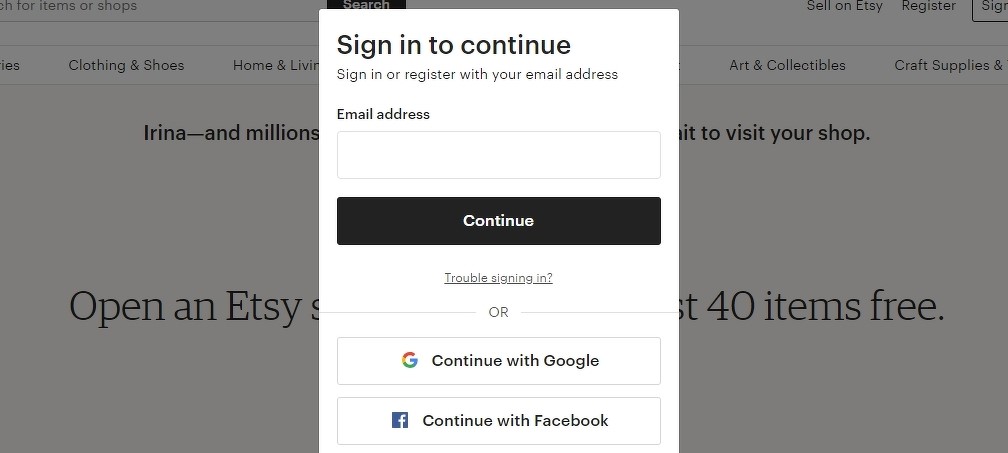 ch for items or shops
Search
Sell on Etsy
Register
Sign
ies
Clothing & Shoes
Home & Livin
Art & Collectibles
Craft Supplies &
Irina—and millions
ait to visit your shop.
Open an Etsy s
st 40 items free.
Sign in to continue
Sign in or register with your email address
Email address
Continue
Trouble signing in?
OR
Continue with Google
Continue with Facebook